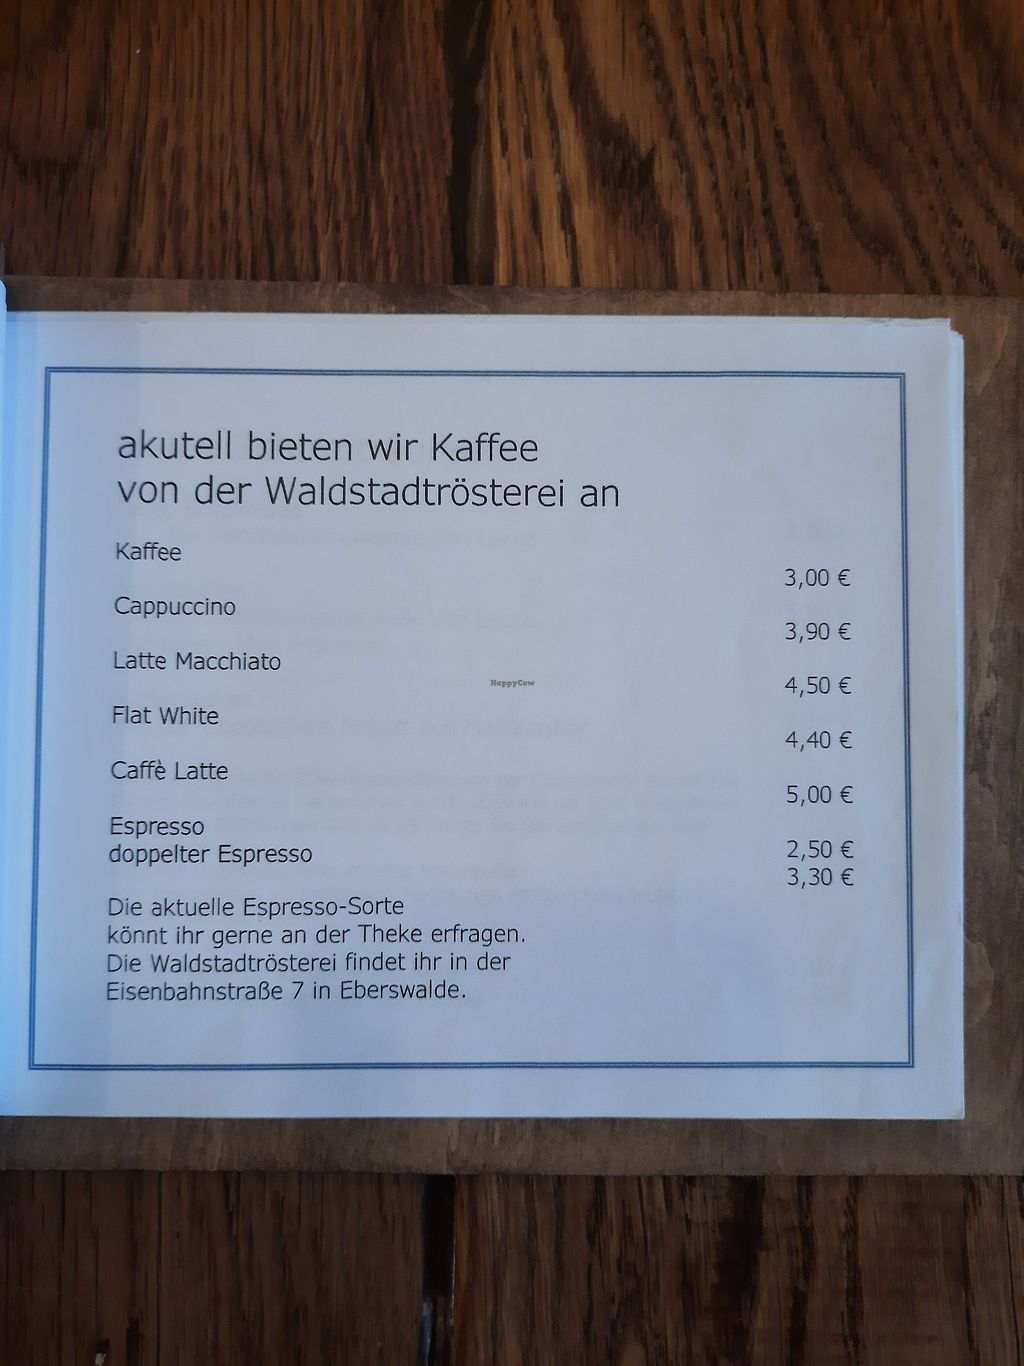 akutell bieten wir Kaffee
von der Waldstadtrösterei an
Kaffee
3,00 €
Cappuccino
3,90 €
Latte Macchiato
4,50 €
Flat White
4,40 €
Caffè Latte
5,00 €
Espresso
2,50 €
doppelter Espresso
3,30 €
Die aktuelle Espresso-Sorte
könnt ihr gerne an der Theke erfragen.
Die Waldstadtrösterei findet ihr in der
Eisenbahnstraße 7 in Eberswalde.
HappyCow